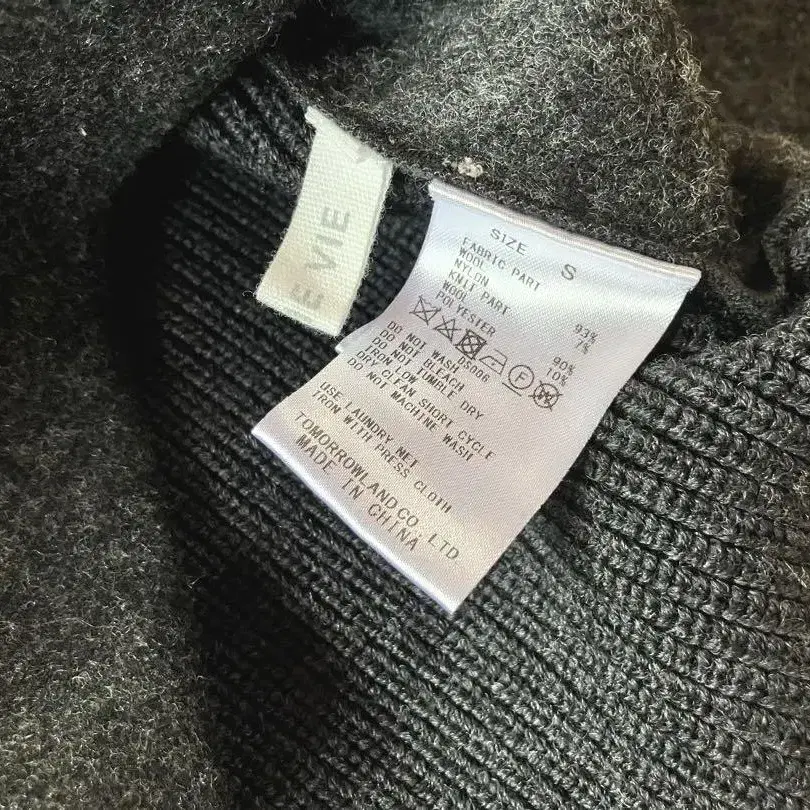 E VIE
SIZE S
FABRIC PART
WOOL 93%
NYLON 7%
KNIT PART
WOOL 90%
POLYESTER 10%
F W
DO NOT WASH 9S006
DO NOT BLEACH
DO NOT TUMBLE DRY
IRON LOW
DRY CLEAN SHORT CYCLE
DO NOT MACHINE WASH
USE LAUNDRY NET
IRON WITH PRESS CLOTH
TOMORROWLAND CO., LTD
MADE IN CHINA